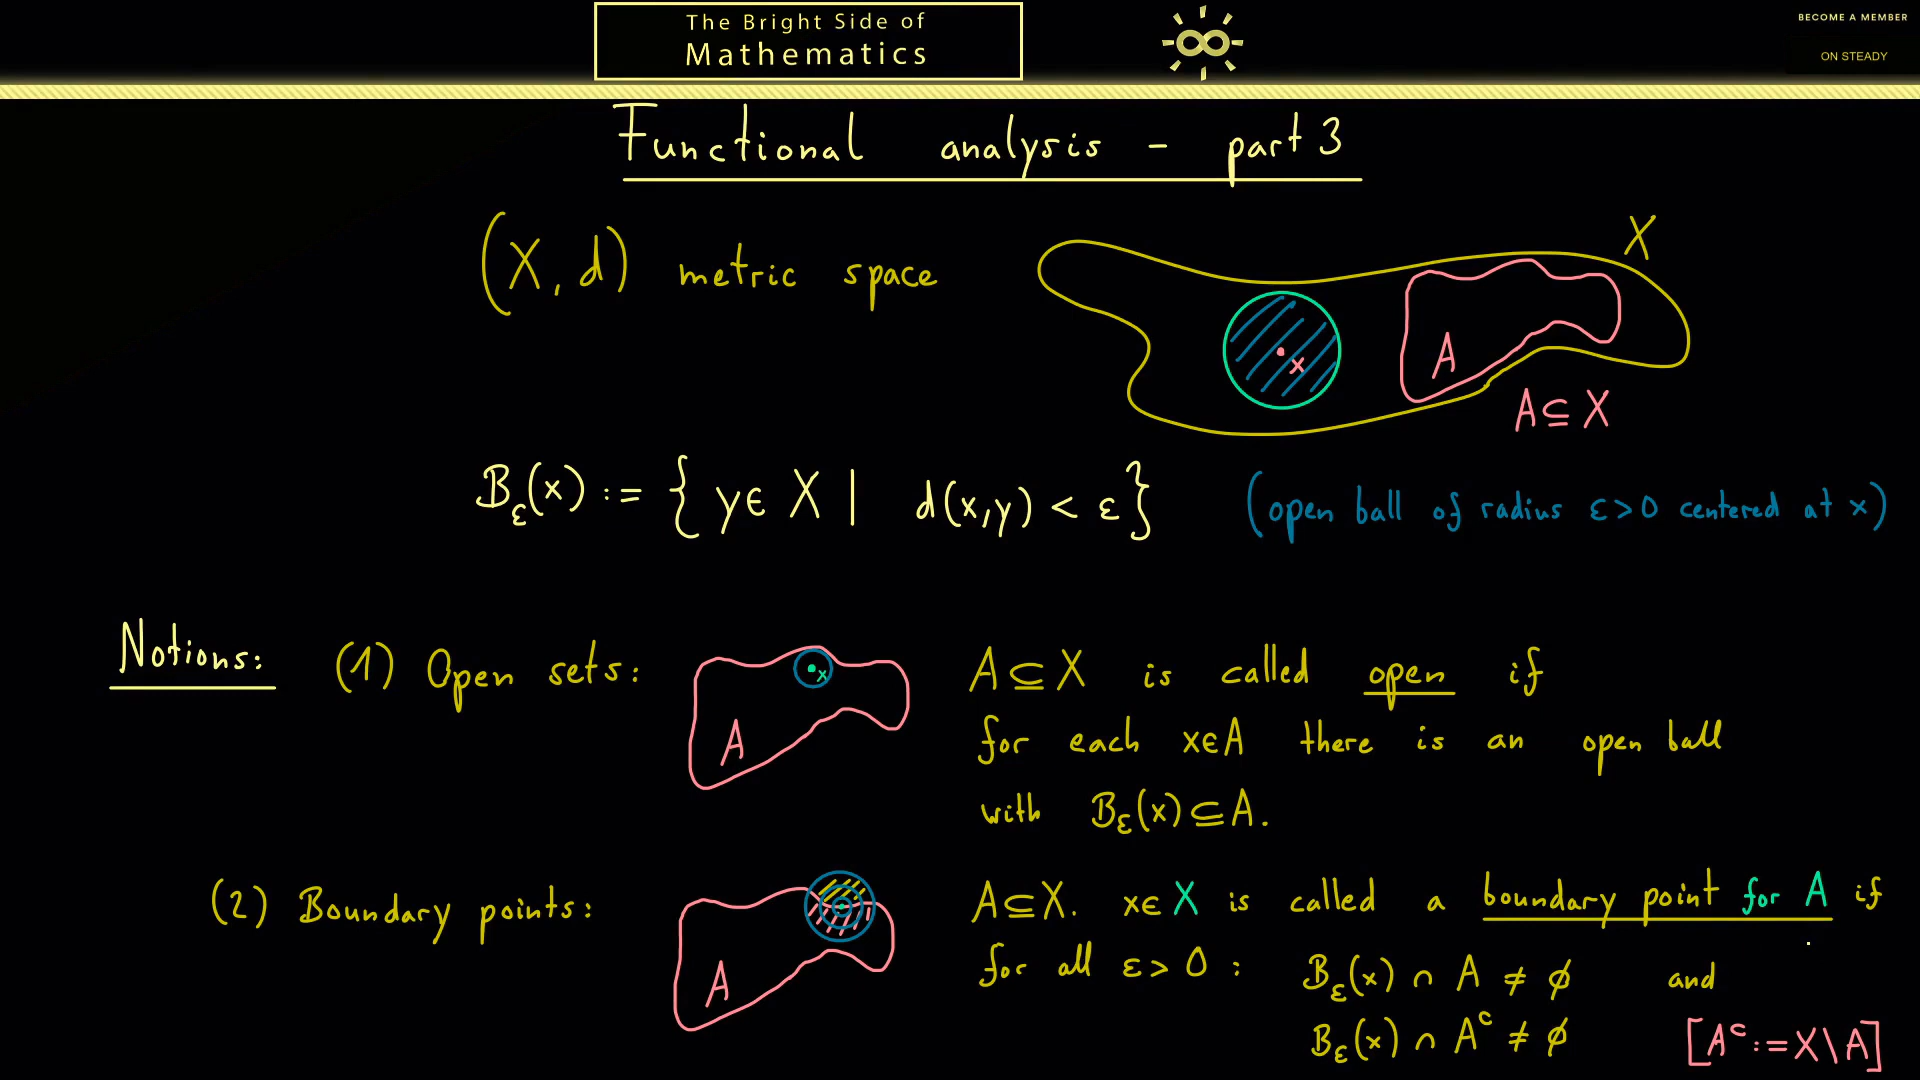 The Bright Side of
Mathematics
BECOME A MEMBER
ON STEADY
Functional analysis - part 3
(X, d) metric space
X
x
A
A ⊆ X
B_ε(x) := { y ∈ X | d(x,y) < ε } (open ball of radius ε > 0 centered at x)
Notions: (1) Open sets:
x
A
A ⊆ X is called open if
for each x ∈ A there is an open ball
with B_ε(x) ⊆ A.
(2) Boundary points:
A
A ⊆ X. x ∈ X is called a boundary point for A if
for all ε > 0 : B_ε(x) ∩ A ≠ ∅ and
B_ε(x) ∩ A^c ≠ ∅ [A^c := X \ A]